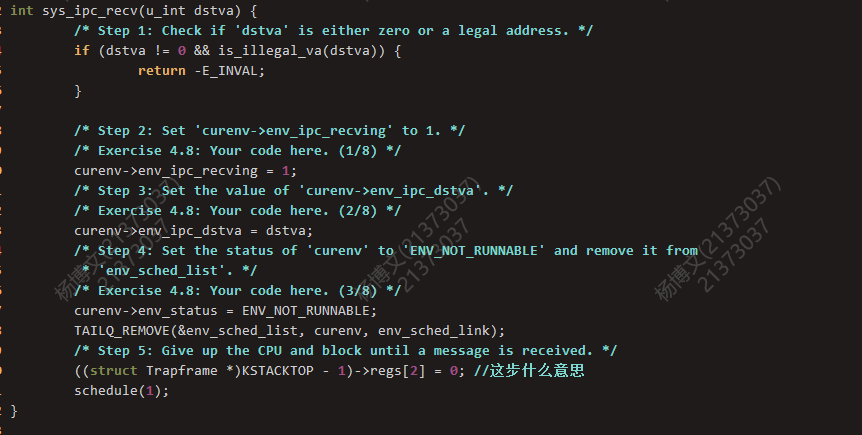 int sys_ipc_recv(u_int dstva) {
/* Step 1: Check if 'dstva' is either zero or a legal address. */
if (dstva != 0 && is_illegal_va(dstva)) {
return -E_INVAL;
}
/* Step 2: Set 'curenv->env_ipc_recving' to 1. */
/* Exercise 4.8: Your code here. (1/8) */
curenv->env_ipc_recving = 1;
/* Step 3: Set the value of 'curenv->env_ipc_dstva'. */
/* Exercise 4.8: Your code here. (2/8) */
curenv->env_ipc_dstva = dstva;
/* Step 4: Set the status of 'curenv' to 'ENV_NOT_RUNNABLE' and remove it from
* 'env_sched_list'. */
/* Exercise 4.8: Your code here. (3/8) */
curenv->env_status = ENV_NOT_RUNNABLE;
TAILQ_REMOVE(&env_sched_list, curenv, env_sched_link);
/* Step 5: Give up the CPU and block until a message is received. */
((struct Trapframe *)KSTACKTOP - 1)->regs[2] = 0; //这步什么意思
schedule(1);
}
杨博文(21373037)
21373037
杨博文(21373037)
21373037
杨博文(21373037)
21373037